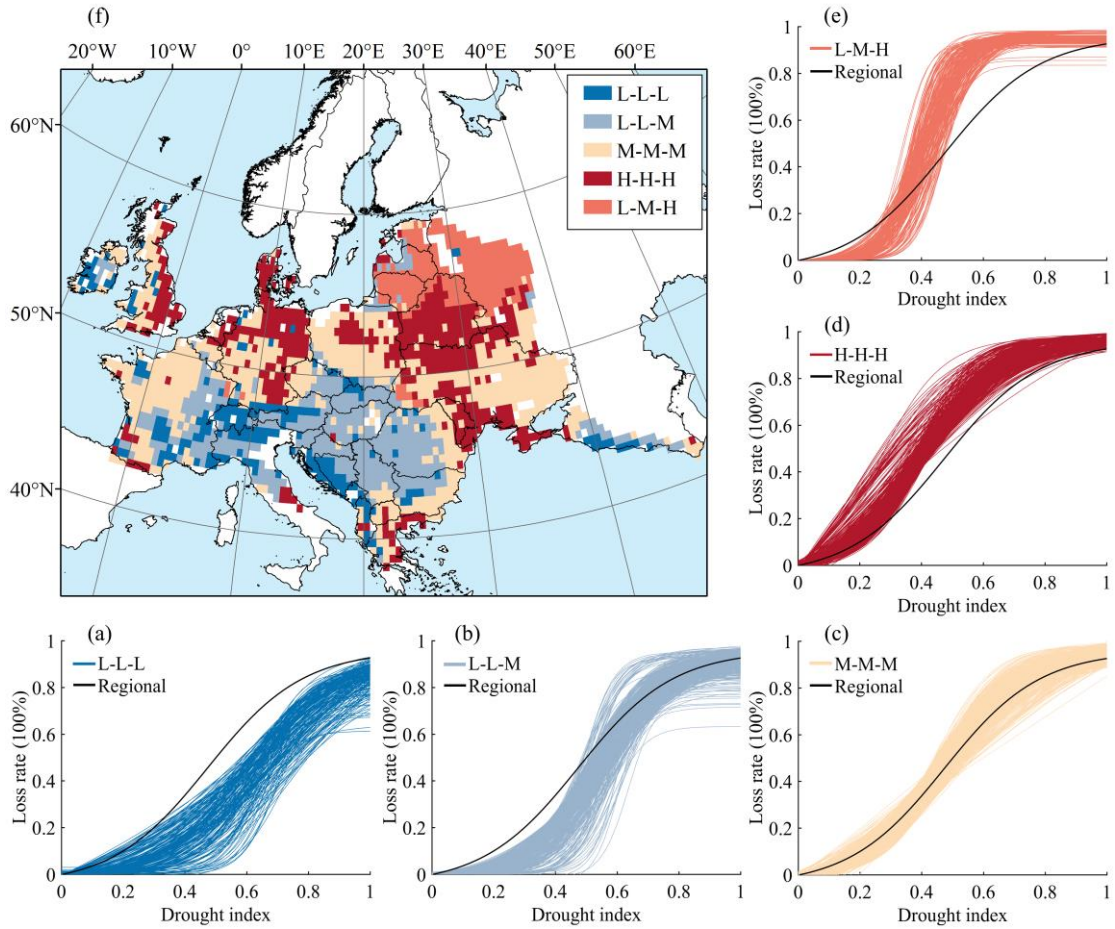 (f)
20°W 10°W 0° 10°E 20°E 30°E 40°E 50°E 60°E
60°N
50°N
40°N
L-L-L
L-L-M
M-M-M
H-H-H
L-M-H
(e)
L-M-H
Regional
Loss rate (100%)
1
0.8
0.6
0.4
0.2
0
0 0.2 0.4 0.6 0.8 1
Drought index
(d)
H-H-H
Regional
Loss rate (100%)
1
0.8
0.6
0.4
0.2
0
0 0.2 0.4 0.6 0.8 1
Drought index
(a)
L-L-L
Regional
Loss rate (100%)
1
0.8
0.6
0.4
0.2
0
0 0.2 0.4 0.6 0.8 1
Drought index
(b)
L-L-M
Regional
Loss rate (100%)
1
0.8
0.6
0.4
0.2
0
0 0.2 0.4 0.6 0.8 1
Drought index
(c)
M-M-M
Regional
Loss rate (100%)
1
0.8
0.6
0.4
0.2
0
0 0.2 0.4 0.6 0.8 1
Drought index